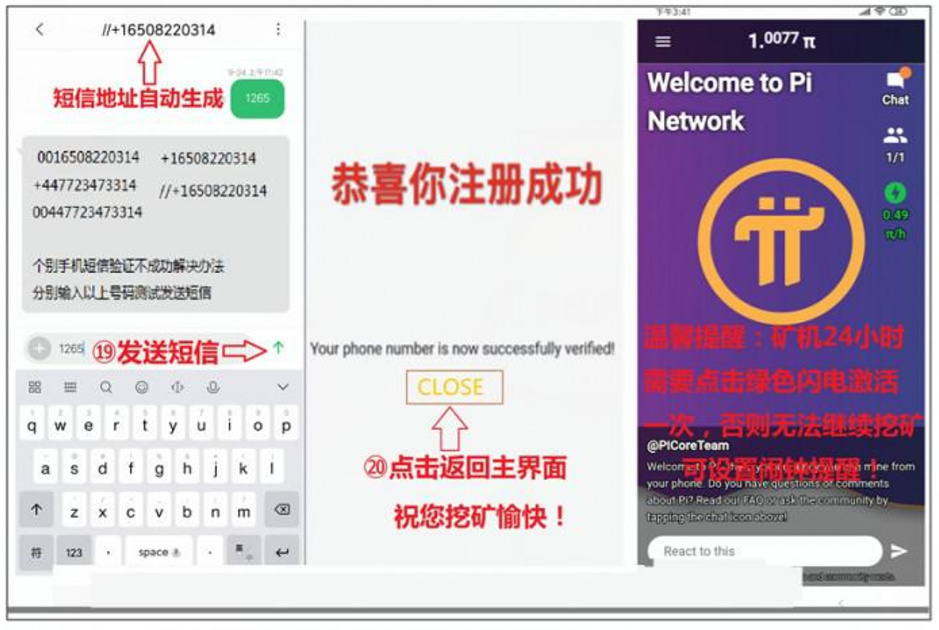 //+16508220314
9-24 上午11:42
短信地址自动生成
1265
0016508220314 +16508220314
+447723473314 //+16508220314
00447723473314
个别手机短信验证不成功解决办法
分别输入以上号码测试发送短信
1265
⑲发送短信
q w e r t y u i o p
a s d f g h j k l
z x c v b n m
符 123 space
恭喜你注册成功
Your phone number is now successfully verified!
CLOSE
⑳点击返回主界面
祝您挖矿愉快！
下午3:41
1.0077 π
Welcome to Pi
Network
Chat
1/1
0.49
π/h
温馨提醒：矿机24小时
需要点击绿色闪电激活
一次，否则无法继续挖矿
可设置闹钟提醒！
@PiCoreTeam
mine from
your phone. Do you have questions or comments
about Pi? Read our FAQ or ask the community by
tapping the chat icon above!
React to this